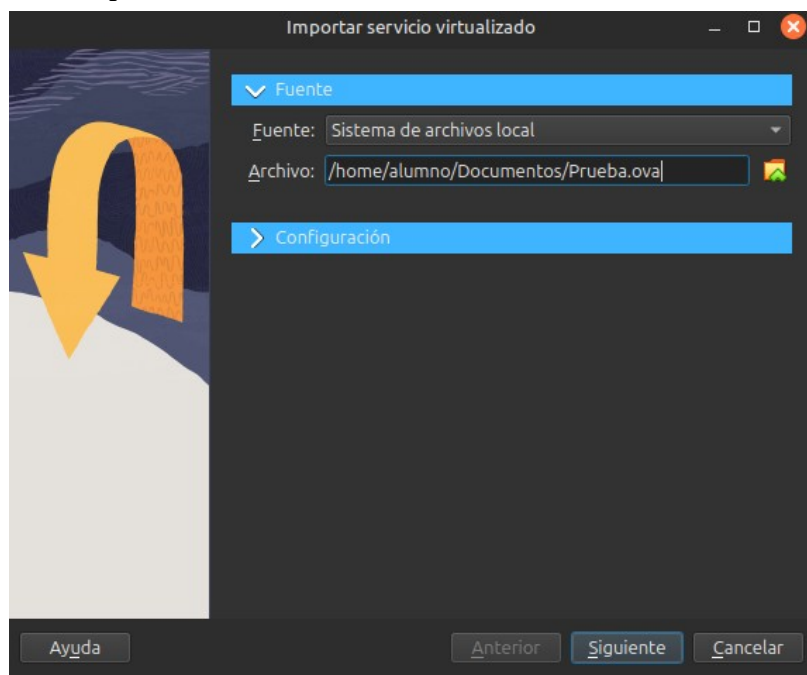 Importar servicio virtualizado
Fuente
Fuente: Sistema de archivos local
Archivo: /home/alumno/Documentos/Prueba.ova
Configuración
Ayuda Anterior Siguiente Cancelar